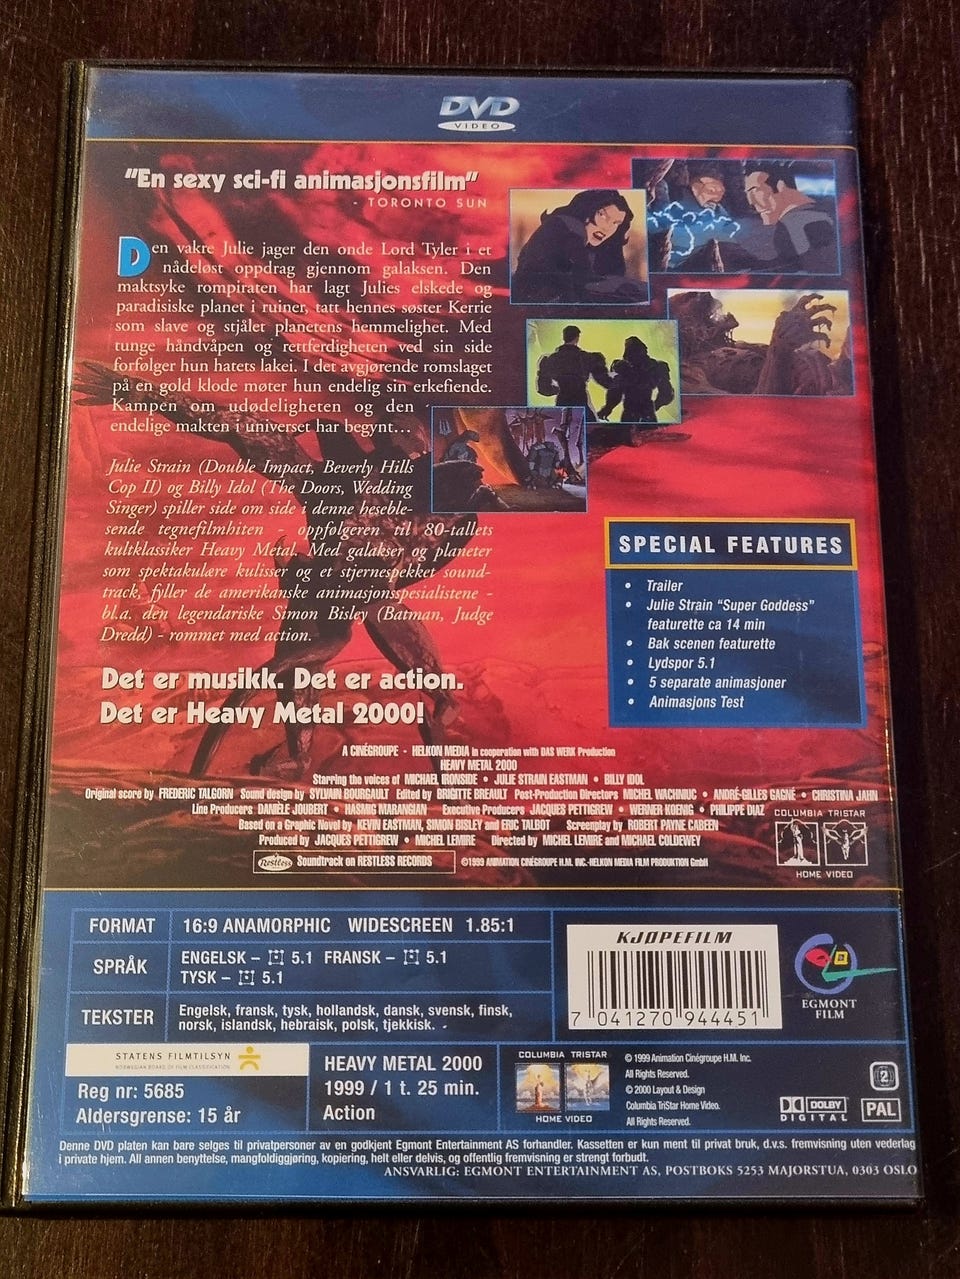 DVD
VIDEO
"En sexy sci-fi animasjonsfilm"
- TORONTO SUN
Den vakre Julie jager den onde Lord Tyler i et
nådeløst oppdrag gjennom galaksen. Den
maktsyke rompiraten har lagt Julies elskede og
paradisiske planet i ruiner, tatt hennes søster Kerrie
som slave og stjålet planetens hemmelighet. Med
tunge håndvåpen og rettferdigheten ved sin side
forfølger hun hatets lakei. I det avgjørende romslaget
på en gold klode møter hun endelig sin erkefiende.
Kampen om udødeligheten og den
endelige makten i universet har begynt...
Julie Strain (Double Impact, Beverly Hills
Cop II) og Billy Idol (The Doors, Wedding
Singer) spiller side om side i denne heseble-
sende tegnefilmhiten - oppfølgeren til 80-tallets
kultklassiker Heavy Metal. Med galakser og planeter
som spektakulære kulisser og et stjernespekket sound-
track, fyller de amerikanske animasjonsspesialistene -
bl.a. den legendariske Simon Bisley (Batman, Judge
Dredd) - rommet med action.
Det er musikk. Det er action.
Det er Heavy Metal 2000!
SPECIAL FEATURES
• Trailer
• Julie Strain "Super Goddess"
featurette ca 14 min
• Bak scenen featurette
• Lydspor 5.1
• 5 separate animasjoner
• Animasjons Test
A CINÉGROUPE - HELKON MEDIA in cooperation with DAS WERK Production
HEAVY METAL 2000
Starring the voices of MICHAEL IRONSIDE • JULIE STRAIN EASTMAN • BILLY IDOL
Original score by FREDERIC TALGORN Sound design by SYLVAIN BOURGAULT Edited by BRIGITTE BREAULT Post-Production Directors MICHEL WACHNIUC • ANDRÉ-GILLES GAGNÉ • CHRISTINA JAHN
Line Producers DANIÈLE JOUBERT • HASMIG MARANGIAN Executive Producers JACQUES PETTIGREW • WERNER KOENIG • PHILIPPE DIAZ
Based on a Graphic Novel by KEVIN EASTMAN, SIMON BISLEY and ERIC TALBOT Screenplay by ROBERT PAYNE CABEEN
Produced by JACQUES PETTIGREW • MICHEL LEMIRE Directed by MICHEL LEMIRE and MICHAEL COLDEWEY
Restless Soundtrack on RESTLESS RECORDS ©1999 ANIMATION CINÉGROUPE H.M. INC.-HELKON MEDIA FILM PRODUKTION GmbH
COLUMBIA TRISTAR
HOME VIDEO
FORMAT 16:9 ANAMORPHIC WIDESCREEN 1.85:1
SPRÅK ENGELSK – 5.1 FRANSK – 5.1
TYSK – 5.1
TEKSTER Engelsk, fransk, tysk, hollandsk, dansk, svensk, finsk,
norsk, islandsk, hebraisk, polsk, tjekkisk.
KJØPEFILM
7 041270 944451
EGMONT
FILM
STATENS FILMTILSYN
NORWEGIAN BOARD OF FILM CLASSIFICATION
Reg nr: 5685
Aldersgrense: 15 år
HEAVY METAL 2000
1999 / 1 t. 25 min.
Action
COLUMBIA TRISTAR
HOME VIDEO
© 1999 Animation Cinégroupe H.M. Inc.
All Rights Reserved.
© 2000 Layout & Design
Columbia TriStar Home Video.
All Rights Reserved.
DOLBY
DIGITAL
2
PAL
Denne DVD platen kan bare selges til privatpersoner av en godkjent Egmont Entertainment AS forhandler. Kassetten er kun ment til privat bruk, d.v.s. fremvisning uten vederlag
i private hjem. All annen benyttelse, mangfoldiggjøring, kopiering, helt eller delvis, og offentlig fremvisning er strengt forbudt.
ANSVARLIG: EGMONT ENTERTAINMENT AS, POSTBOKS 5253 MAJORSTUA, 0303 OSLO